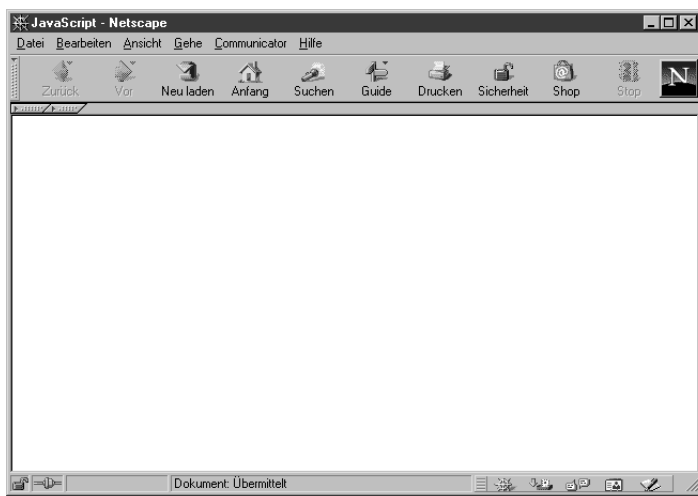 JavaScript - Netscape
Datei Bearbeiten Ansicht Gehe Communicator Hilfe
Zurück Vor Neu laden Anfang Suchen Guide Drucken Sicherheit Shop Stop
N
Dokument: Übermittelt